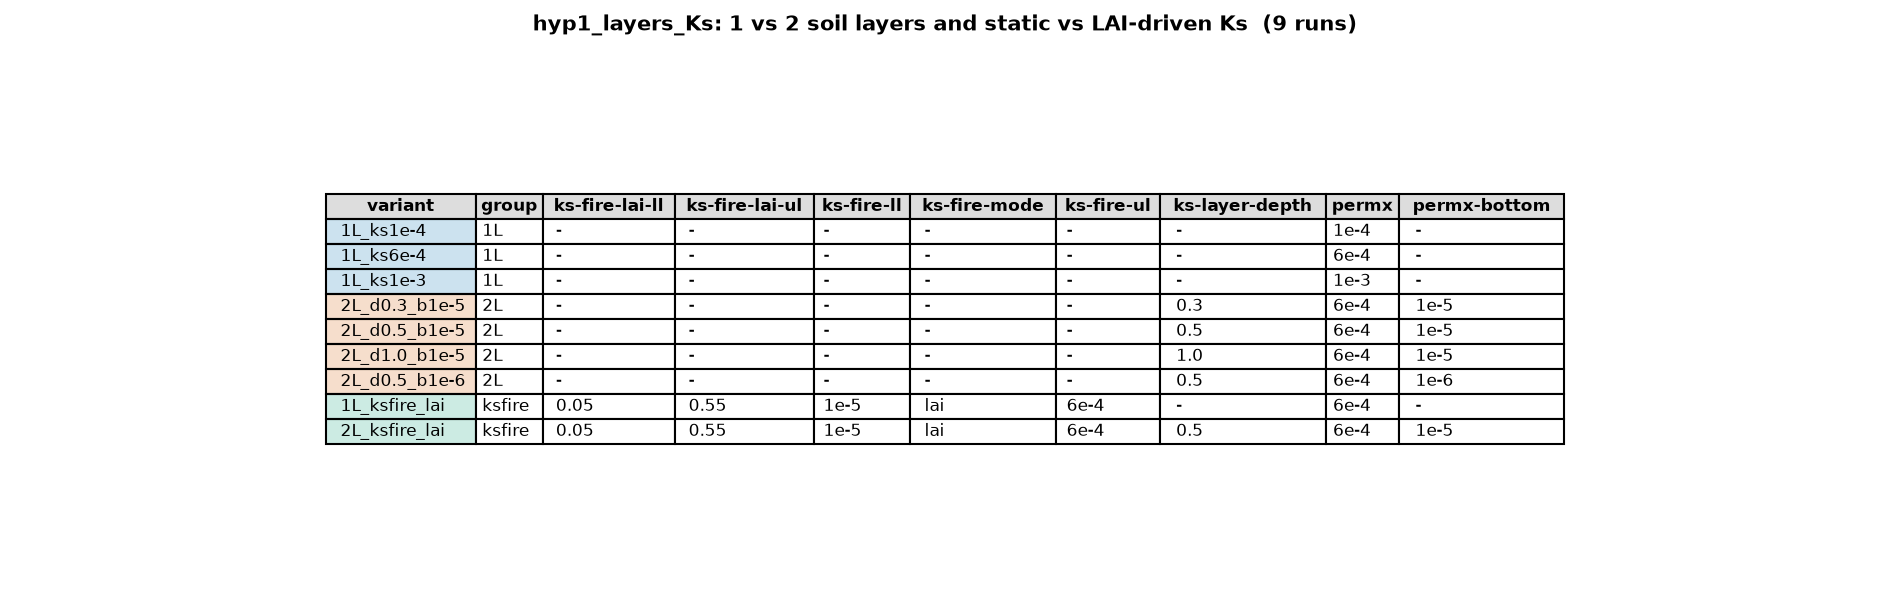 hyp1_layers_Ks: 1 vs 2 soil layers and static vs LAI-driven Ks (9 runs)
variant group ks-fire-lai-ll ks-fire-lai-ul ks-fire-ll ks-fire-mode ks-fire-ul ks-layer-depth permx permx-bottom
1L_ks1e-4 1L - - - - - - 1e-4 -
1L_ks6e-4 1L - - - - - - 6e-4 -
1L_ks1e-3 1L - - - - - - 1e-3 -
2L_d0.3_b1e-5 2L - - - - - 0.3 6e-4 1e-5
2L_d0.5_b1e-5 2L - - - - - 0.5 6e-4 1e-5
2L_d1.0_b1e-5 2L - - - - - 1.0 6e-4 1e-5
2L_d0.5_b1e-6 2L - - - - - 0.5 6e-4 1e-6
1L_ksfire_lai ksfire 0.05 0.55 1e-5 lai 6e-4 - 6e-4 -
2L_ksfire_lai ksfire 0.05 0.55 1e-5 lai 6e-4 0.5 6e-4 1e-5